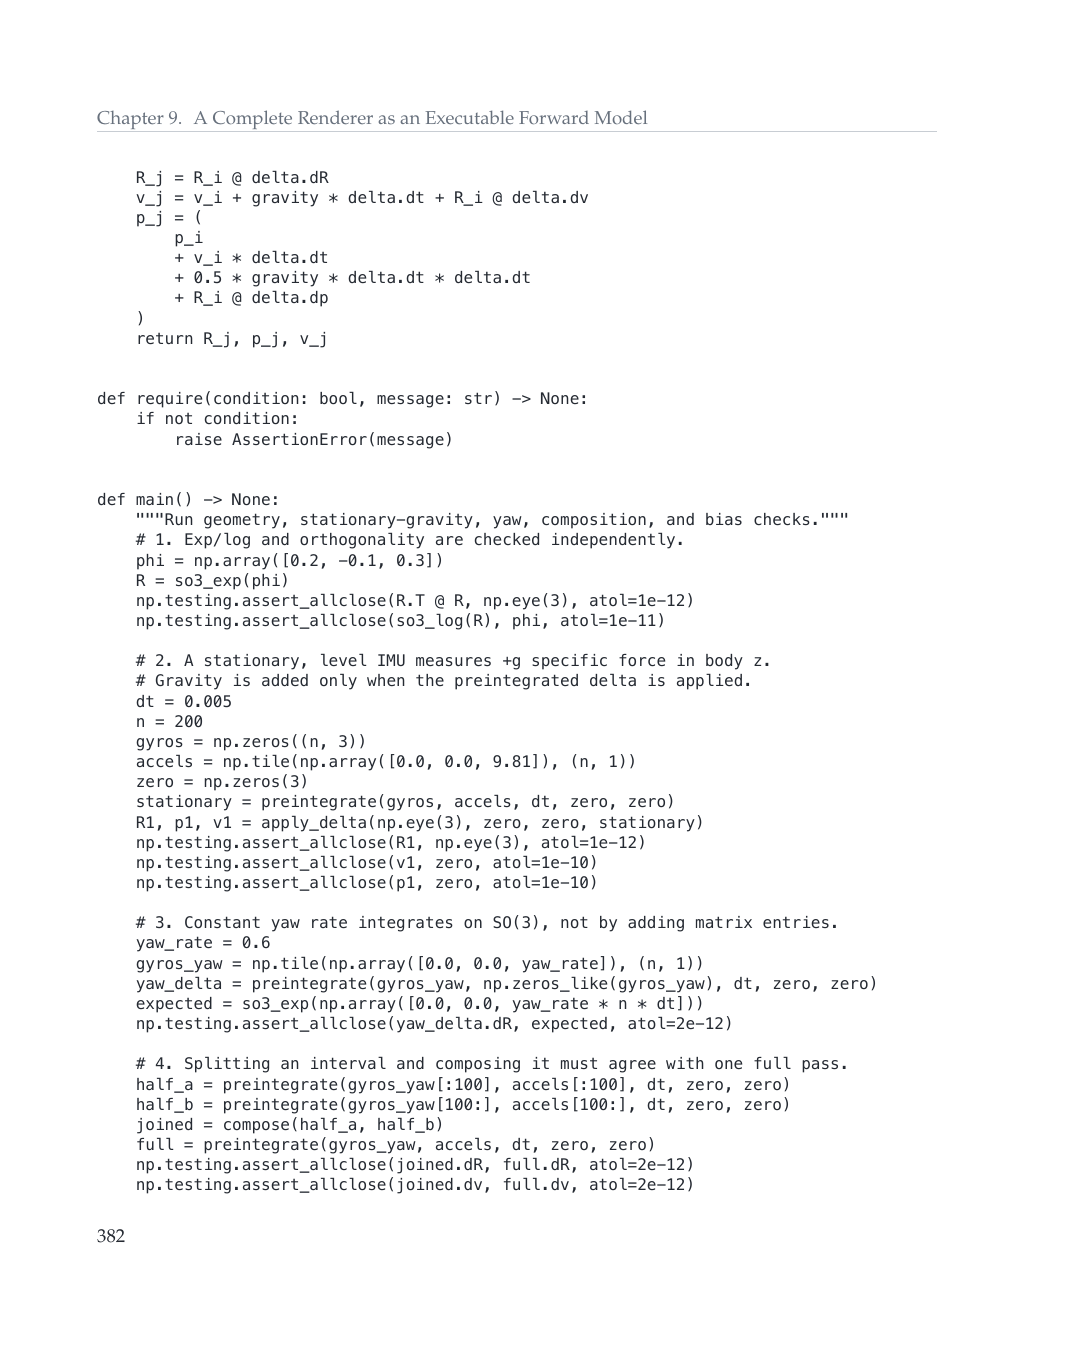 Chapter 9. A Complete Renderer as an Executable Forward Model
    R_j = R_i @ delta.dR
    v_j = v_i + gravity * delta.dt + R_i @ delta.dv
    p_j = (
        p_i
        + v_i * delta.dt
        + 0.5 * gravity * delta.dt * delta.dt
        + R_i @ delta.dp
    )
    return R_j, p_j, v_j
def require(condition: bool, message: str) -> None:
    if not condition:
        raise AssertionError(message)
def main() -> None:
    """Run geometry, stationary-gravity, yaw, composition, and bias checks."""
    # 1. Exp/log and orthogonality are checked independently.
    phi = np.array([0.2, -0.1, 0.3])
    R = so3_exp(phi)
    np.testing.assert_allclose(R.T @ R, np.eye(3), atol=1e-12)
    np.testing.assert_allclose(so3_log(R), phi, atol=1e-11)
    # 2. A stationary, level IMU measures +g specific force in body z.
    # Gravity is added only when the preintegrated delta is applied.
    dt = 0.005
    n = 200
    gyros = np.zeros((n, 3))
    accels = np.tile(np.array([0.0, 0.0, 9.81]), (n, 1))
    zero = np.zeros(3)
    stationary = preintegrate(gyros, accels, dt, zero, zero)
    R1, p1, v1 = apply_delta(np.eye(3), zero, zero, stationary)
    np.testing.assert_allclose(R1, np.eye(3), atol=1e-12)
    np.testing.assert_allclose(v1, zero, atol=1e-10)
    np.testing.assert_allclose(p1, zero, atol=1e-10)
    # 3. Constant yaw rate integrates on SO(3), not by adding matrix entries.
    yaw_rate = 0.6
    gyros_yaw = np.tile(np.array([0.0, 0.0, yaw_rate]), (n, 1))
    yaw_delta = preintegrate(gyros_yaw, np.zeros_like(gyros_yaw), dt, zero, zero)
    expected = so3_exp(np.array([0.0, 0.0, yaw_rate * n * dt]))
    np.testing.assert_allclose(yaw_delta.dR, expected, atol=2e-12)
    # 4. Splitting an interval and composing it must agree with one full pass.
    half_a = preintegrate(gyros_yaw[:100], accels[:100], dt, zero, zero)
    half_b = preintegrate(gyros_yaw[100:], accels[100:], dt, zero, zero)
    joined = compose(half_a, half_b)
    full = preintegrate(gyros_yaw, accels, dt, zero, zero)
    np.testing.assert_allclose(joined.dR, full.dR, atol=2e-12)
    np.testing.assert_allclose(joined.dv, full.dv, atol=2e-12)
382